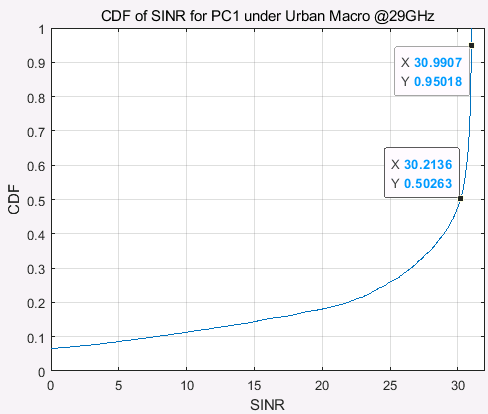 CDF of SINR for PC1 under Urban Macro @29GHz
1
0.9
0.8
0.7
0.6
0.5
0.4
0.3
0.2
0.1
0
CDF
X 30.9907
Y 0.95018
X 30.2136
Y 0.50263
0 5 10 15 20 25 30
SINR